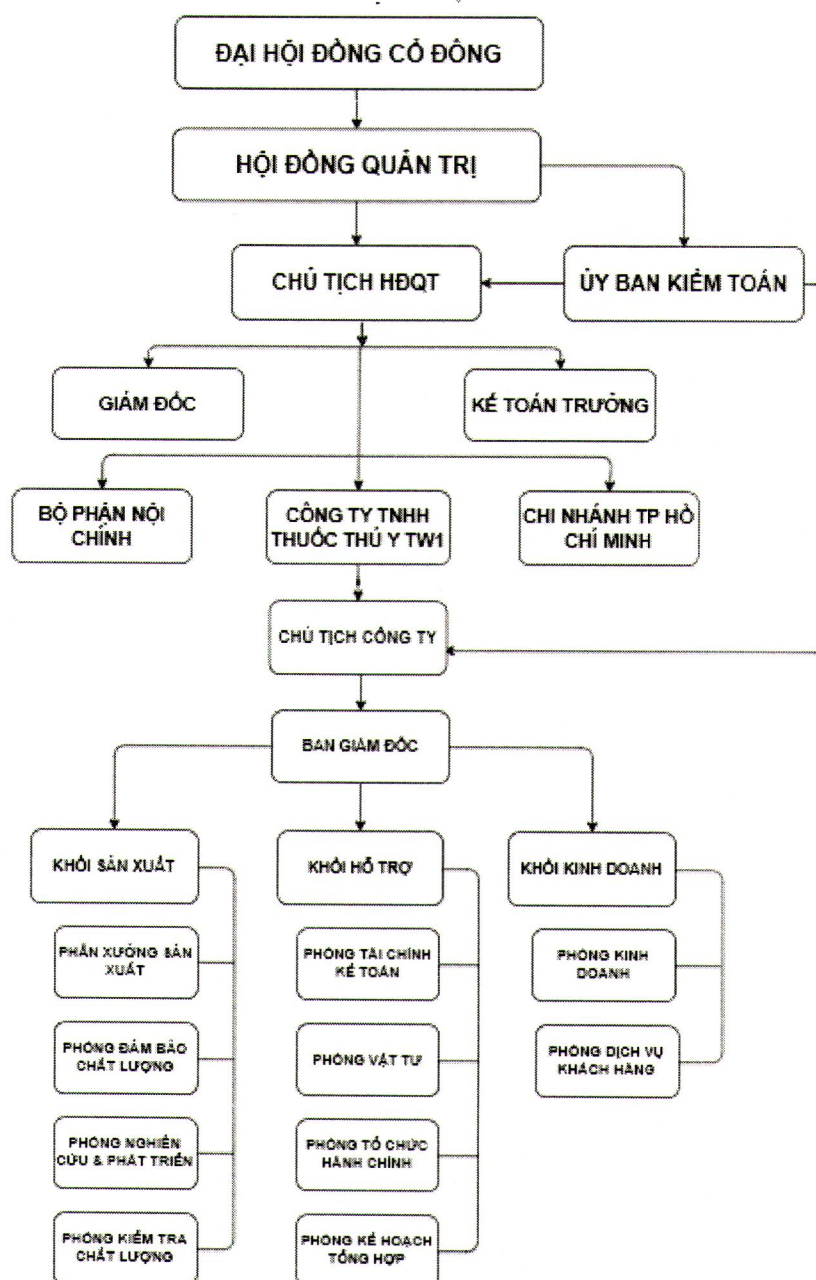 ĐẠI HỘI ĐỒNG CỔ ĐÔNG
HỘI ĐỒNG QUẢN TRỊ
CHỦ TỊCH HĐQT
ỦY BAN KIỂM TOÁN
GIÁM ĐỐC
KẾ TOÁN TRƯỞNG
BỘ PHẬN NỘI
CHÍNH
CÔNG TY TNHH
THUỐC THÚ Y TW1
CHI NHÁNH TP HỒ
CHÍ MINH
CHỦ TỊCH CÔNG TY
BAN GIÁM ĐỐC
KHỐI SẢN XUẤT
PHÂN XƯỞNG SẢN
XUẤT
PHÒNG ĐẢM BẢO
CHẤT LƯỢNG
PHÒNG NGHIÊN
CỨU & PHÁT TRIỂN
PHÒNG KIỂM TRA
CHẤT LƯỢNG
KHỐI HỖ TRỢ
PHÒNG TÀI CHÍNH
KẾ TOÁN
PHÒNG VẬT TƯ
PHÒNG TỔ CHỨC
HÀNH CHÍNH
PHÒNG KẾ HOẠCH
TỔNG HỢP
KHỐI KINH DOANH
PHÒNG KINH
DOANH
PHÒNG DỊCH VỤ
KHÁCH HÀNG